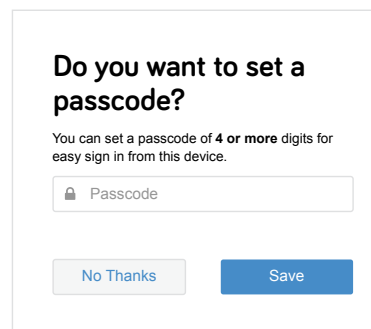 Do you want to set a
passcode?
You can set a passcode of 4 or more digits for
easy sign in from this device.
Passcode
No Thanks
Save